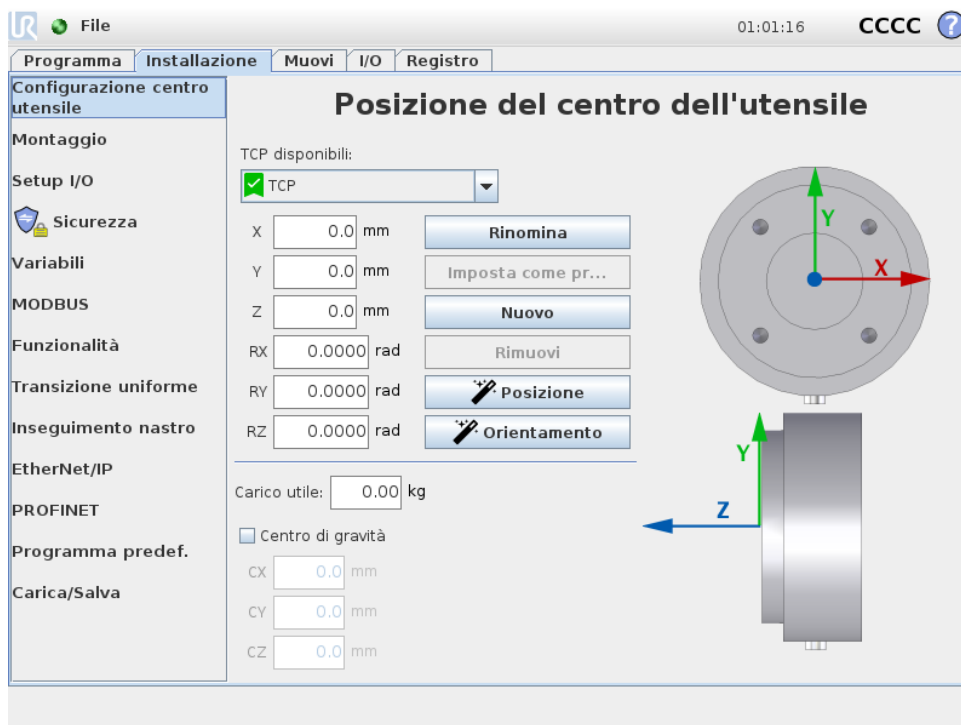 UR File 01:01:16 CCCC ?
Programma Installazione Muovi I/O Registro
Configurazione centro
utensile
Montaggio
Setup I/O
Sicurezza
Variabili
MODBUS
Funzionalità
Transizione uniforme
Inseguimento nastro
EtherNet/IP
PROFINET
Programma predef.
Carica/Salva
Posizione del centro dell'utensile
TCP disponibili:
TCP
X 0.0 mm Rinomina
Y 0.0 mm Imposta come pr...
Z 0.0 mm Nuovo
RX 0.0000 rad Rimuovi
RY 0.0000 rad Posizione
RZ 0.0000 rad Orientamento
Carico utile: 0.00 kg
Centro di gravità
CX 0.0 mm
CY 0.0 mm
CZ 0.0 mm
Y
X
Y
Z